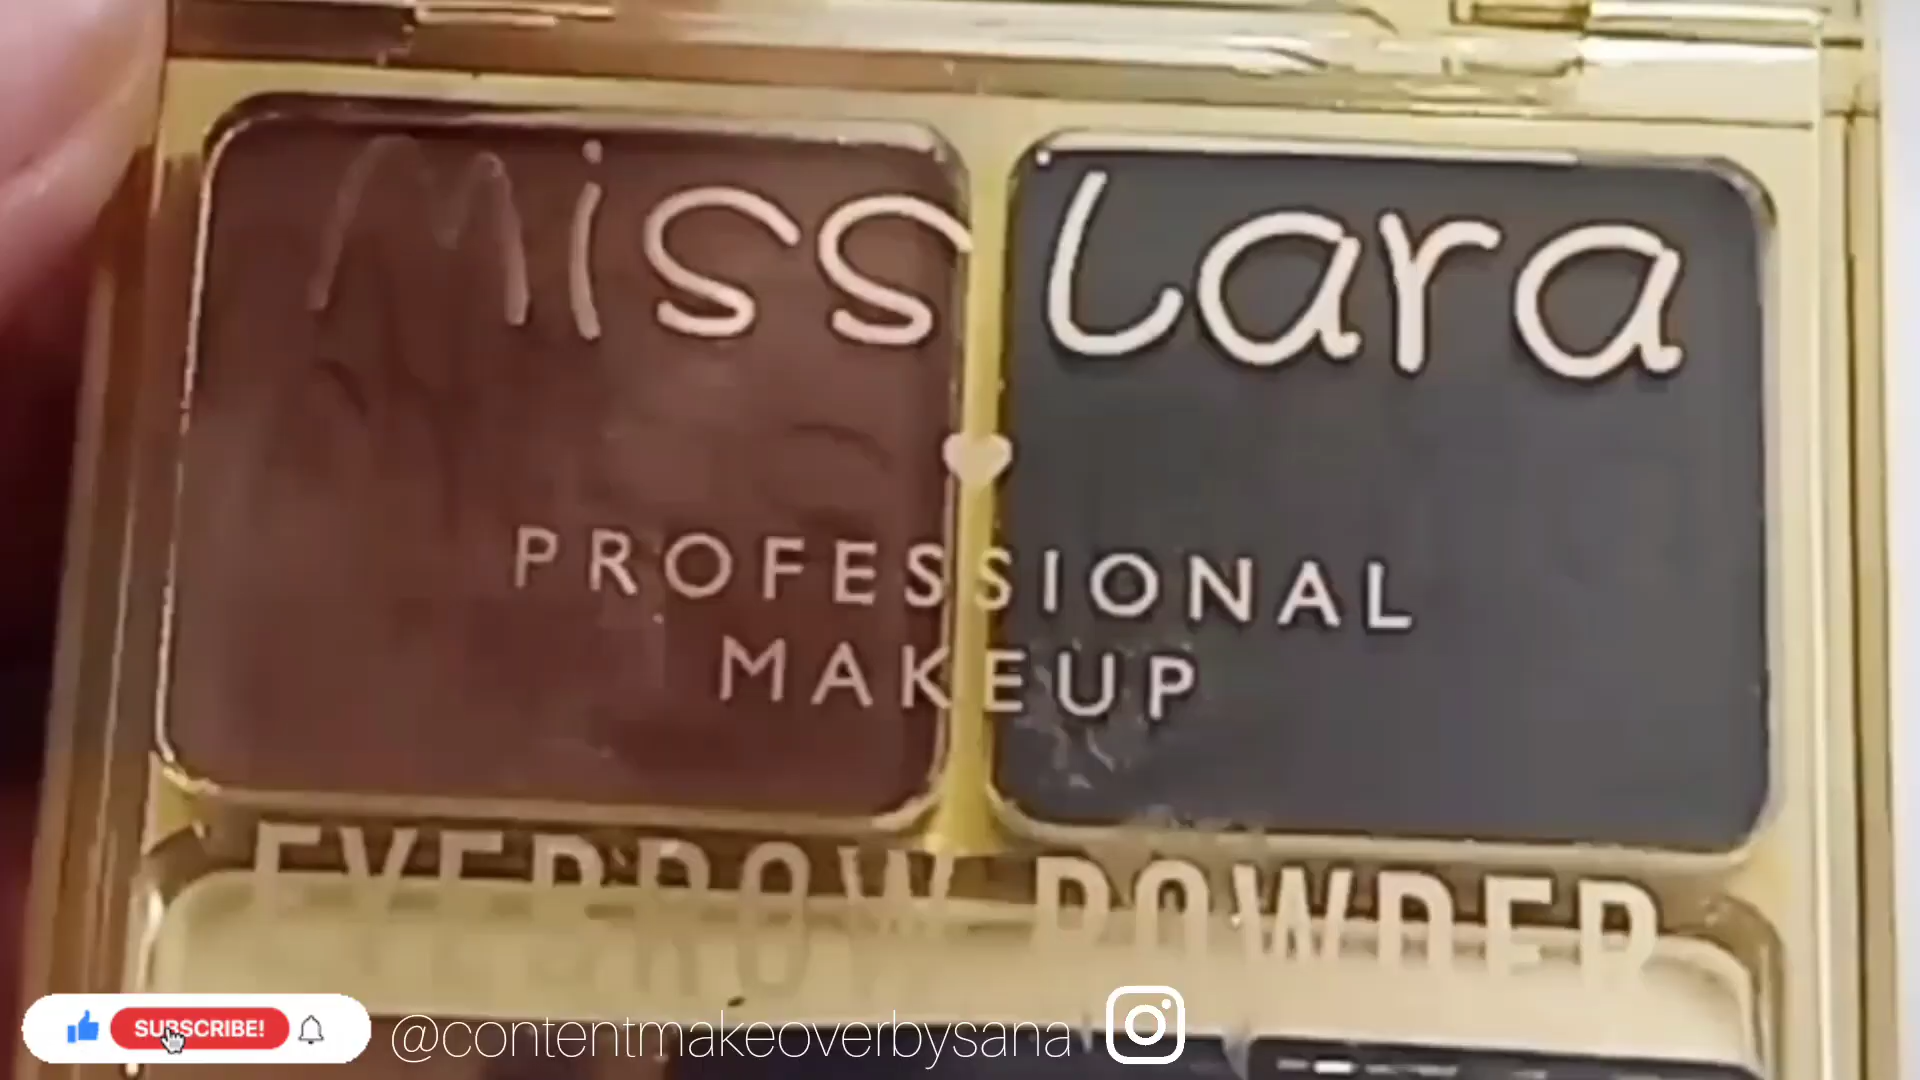 Miss Lara
PROFESSIONAL
MAKEUP
EYEBROW POWDER
SUBSCRIBE!
@contentmakeoverbysana